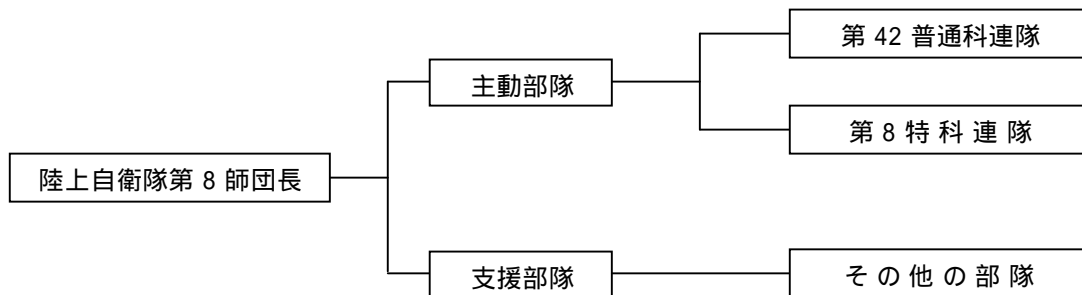 第 42 普通科連隊
主動部隊
第 8 特 科 連 隊
陸上自衛隊第 8 師団長
支援部隊
そ の 他 の 部 隊